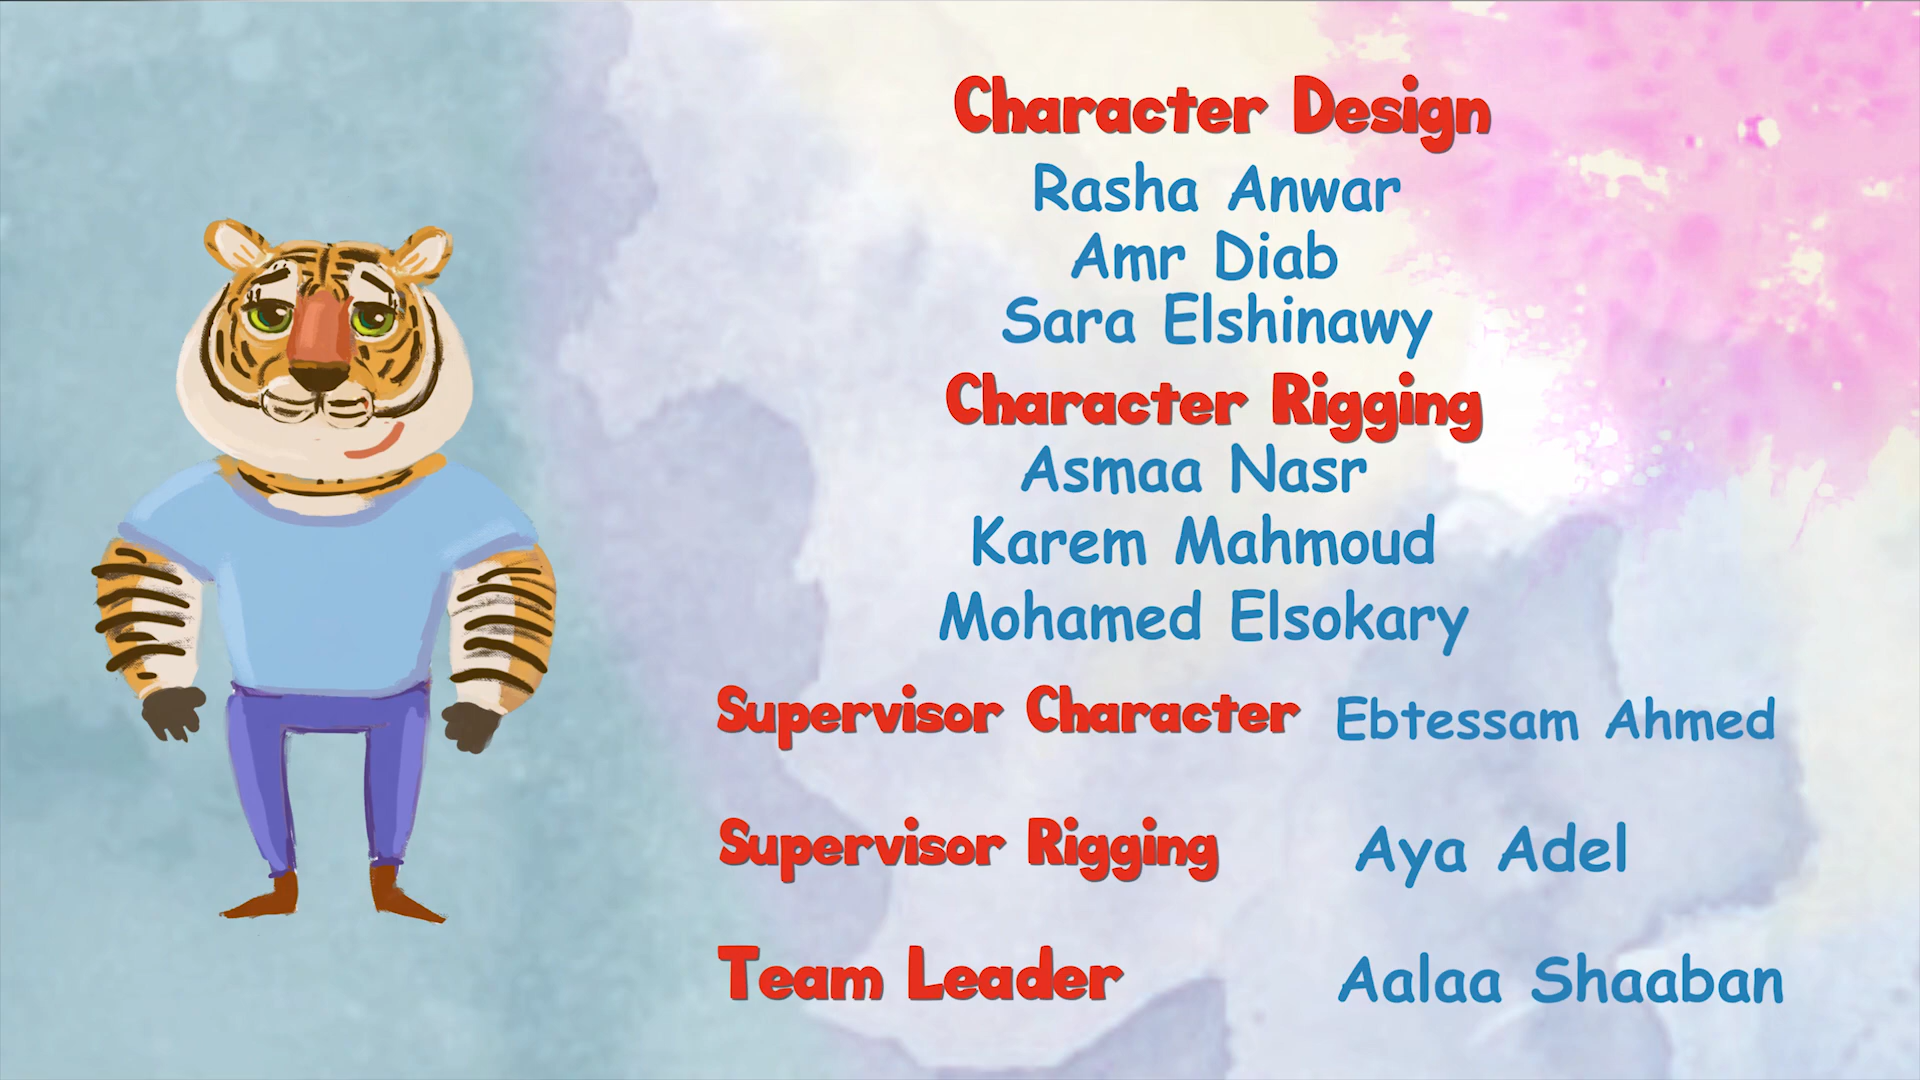 Character Design
Rasha Anwar
Amr Diab
Sara Elshinawy
Character Rigging
Asmaa Nasr
Karem Mahmoud
Mohamed Elsokary
Supervisor Character Ebtessam Ahmed
Supervisor Rigging Aya Adel
Team Leader Aalaa Shaaban